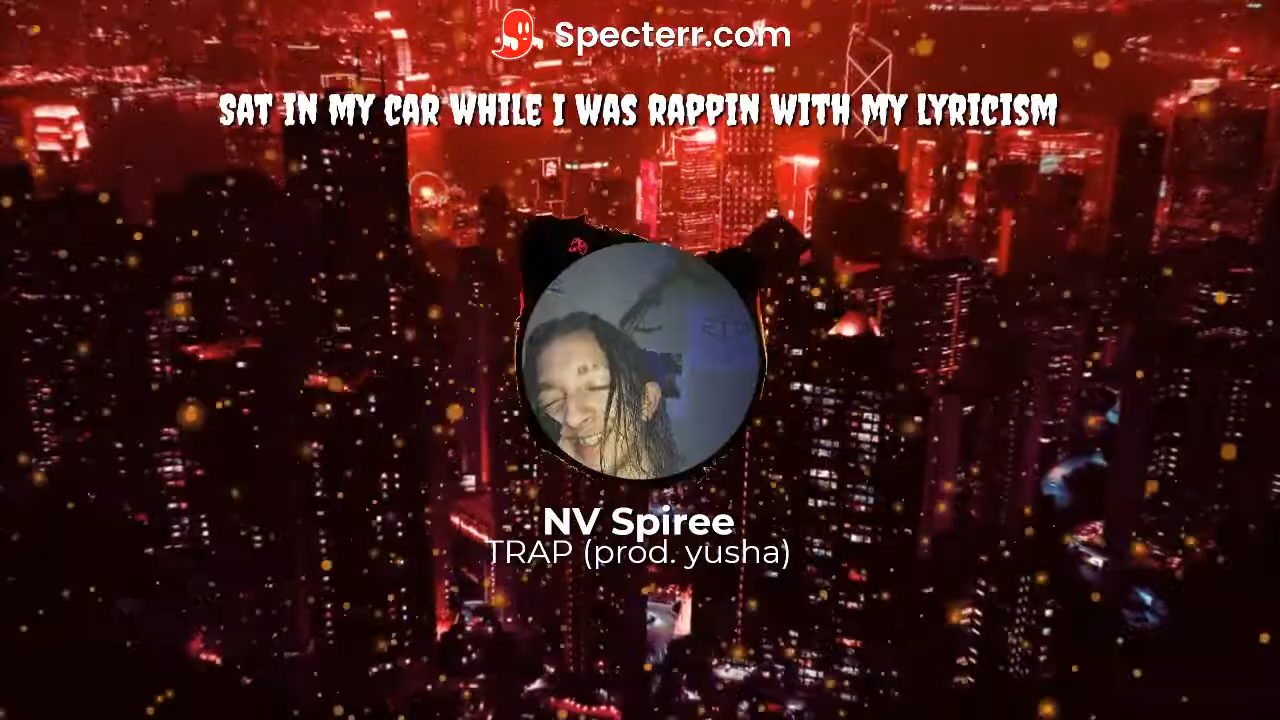 Specterr.com
SAT IN MY CAR WHILE I WAS RAPPIN WITH MY LYRICISM
NV Spiree
TRAP (prod. yusha)